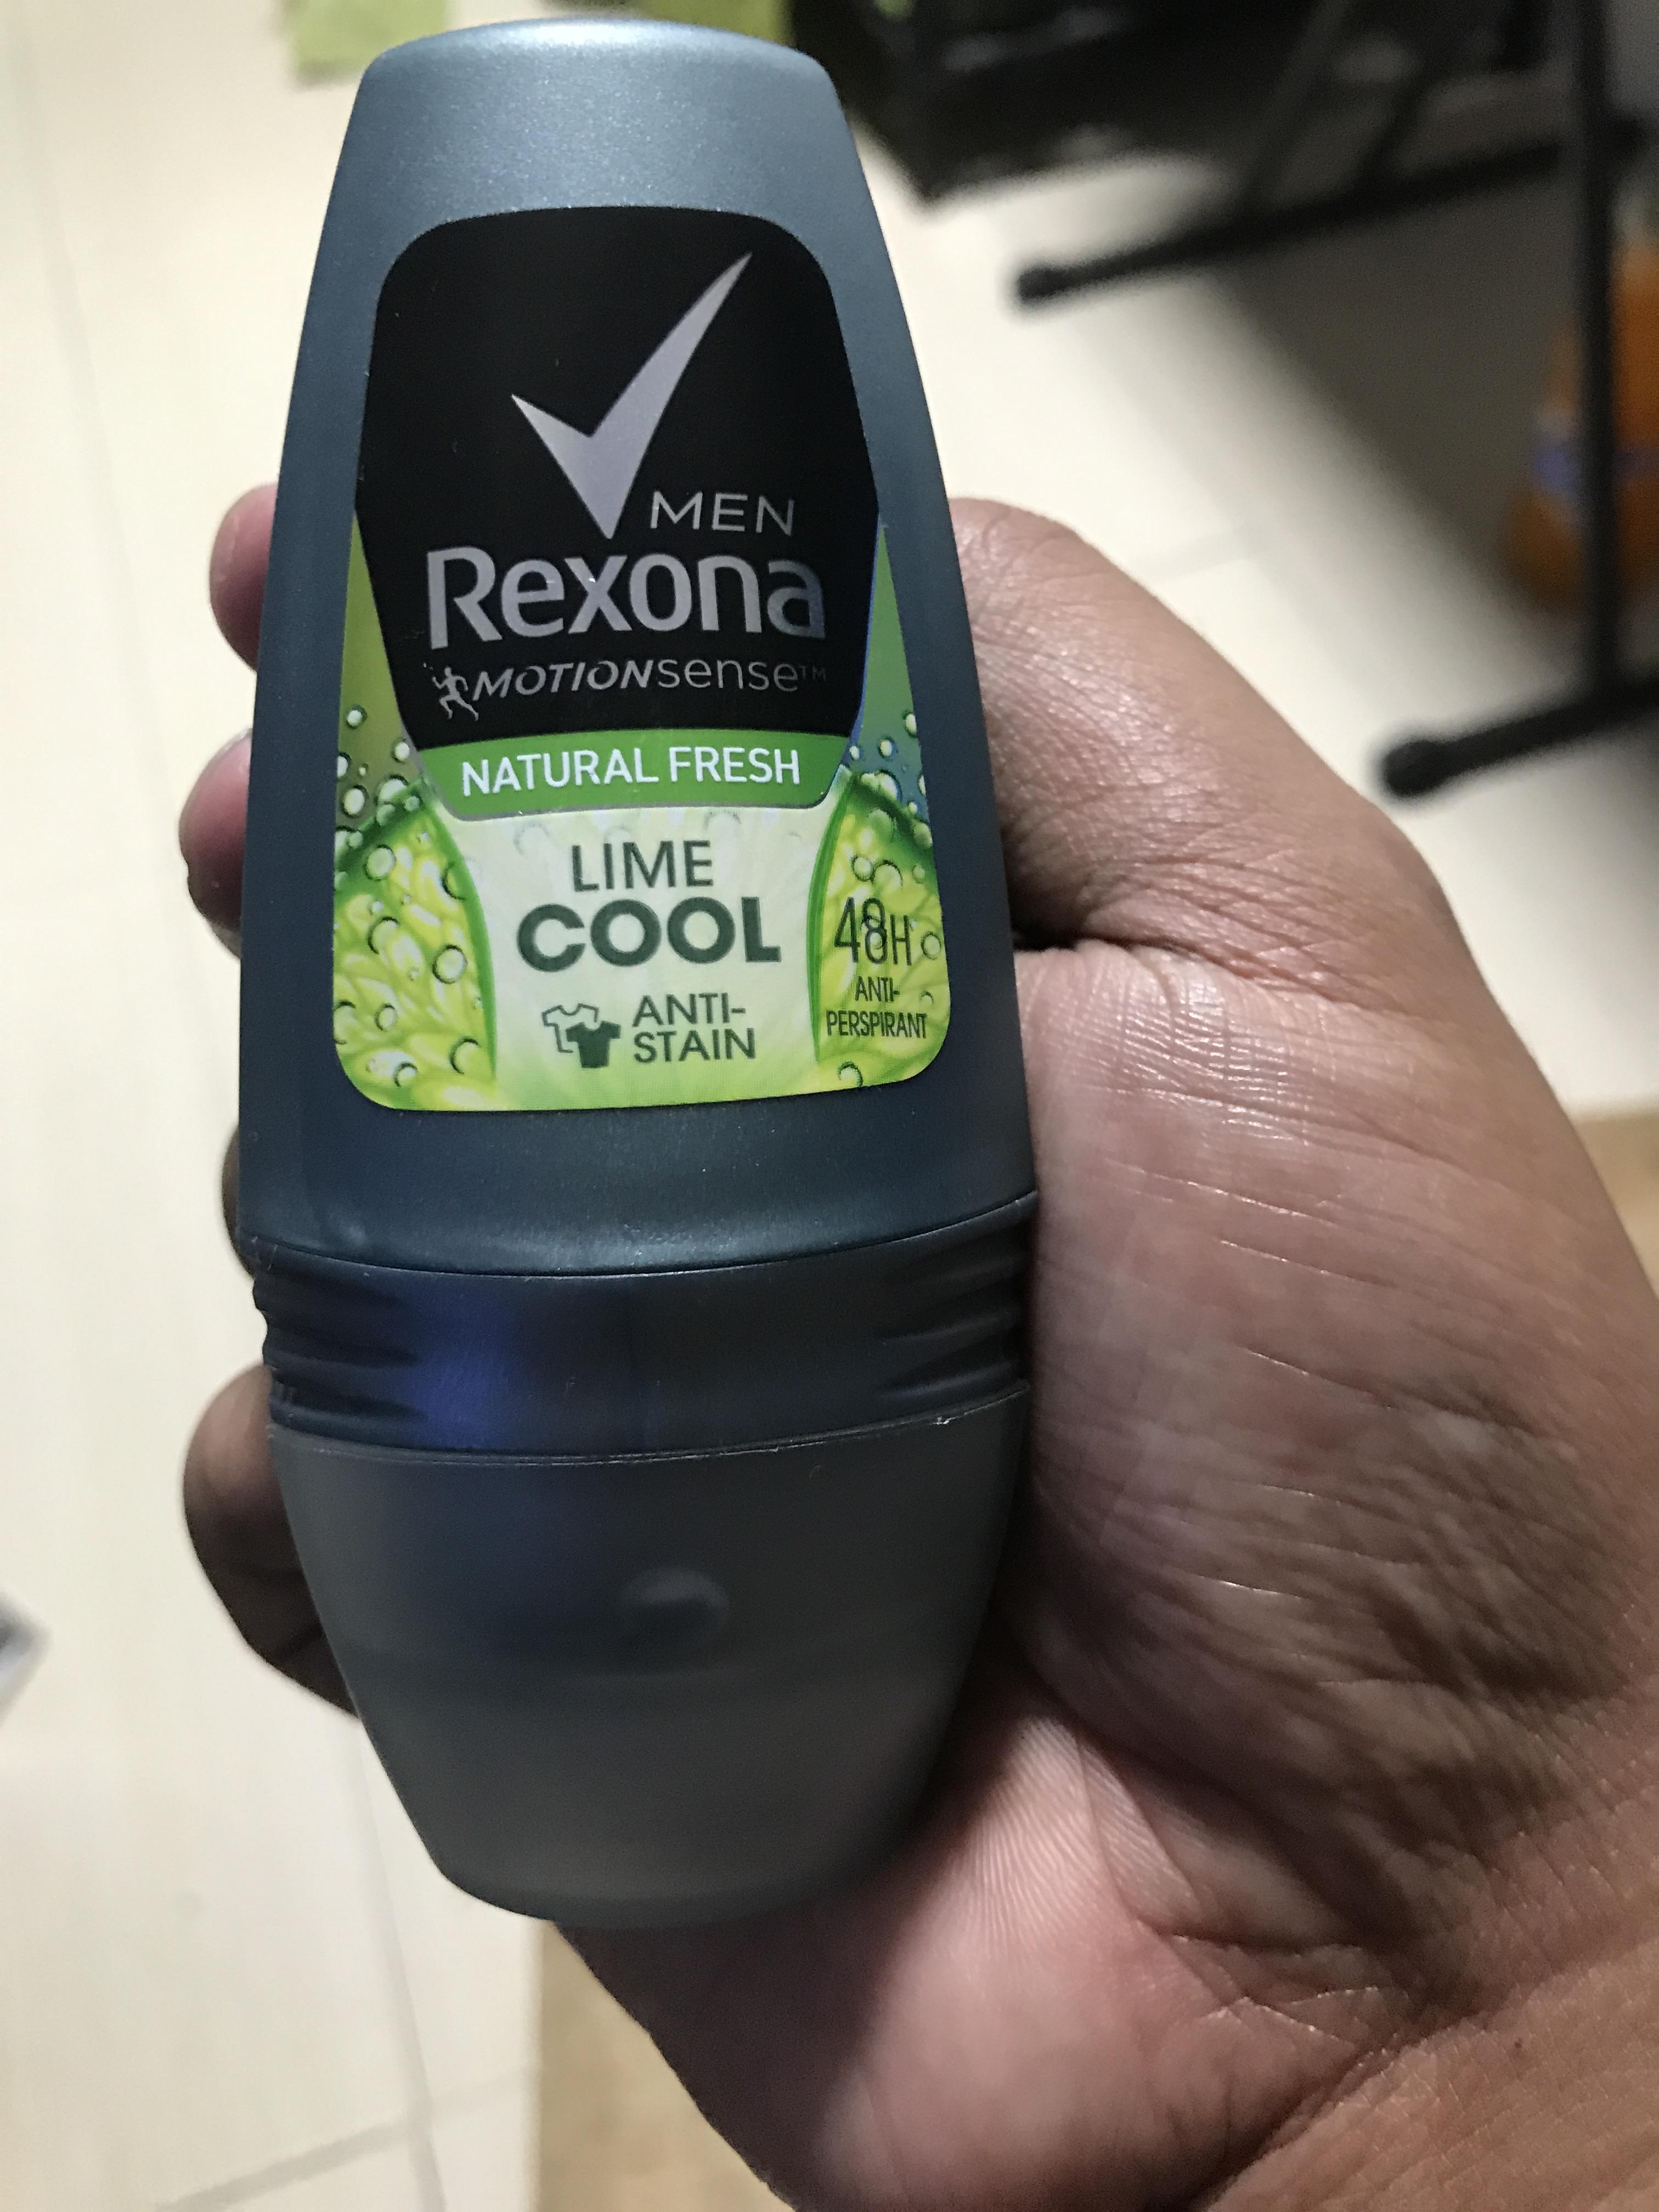 MEN
Rexona
MOTIONsense™
NATURAL FRESH
LIME
COOL
ANTI-
STAIN
48H
ANTI-
PERSPIRANT